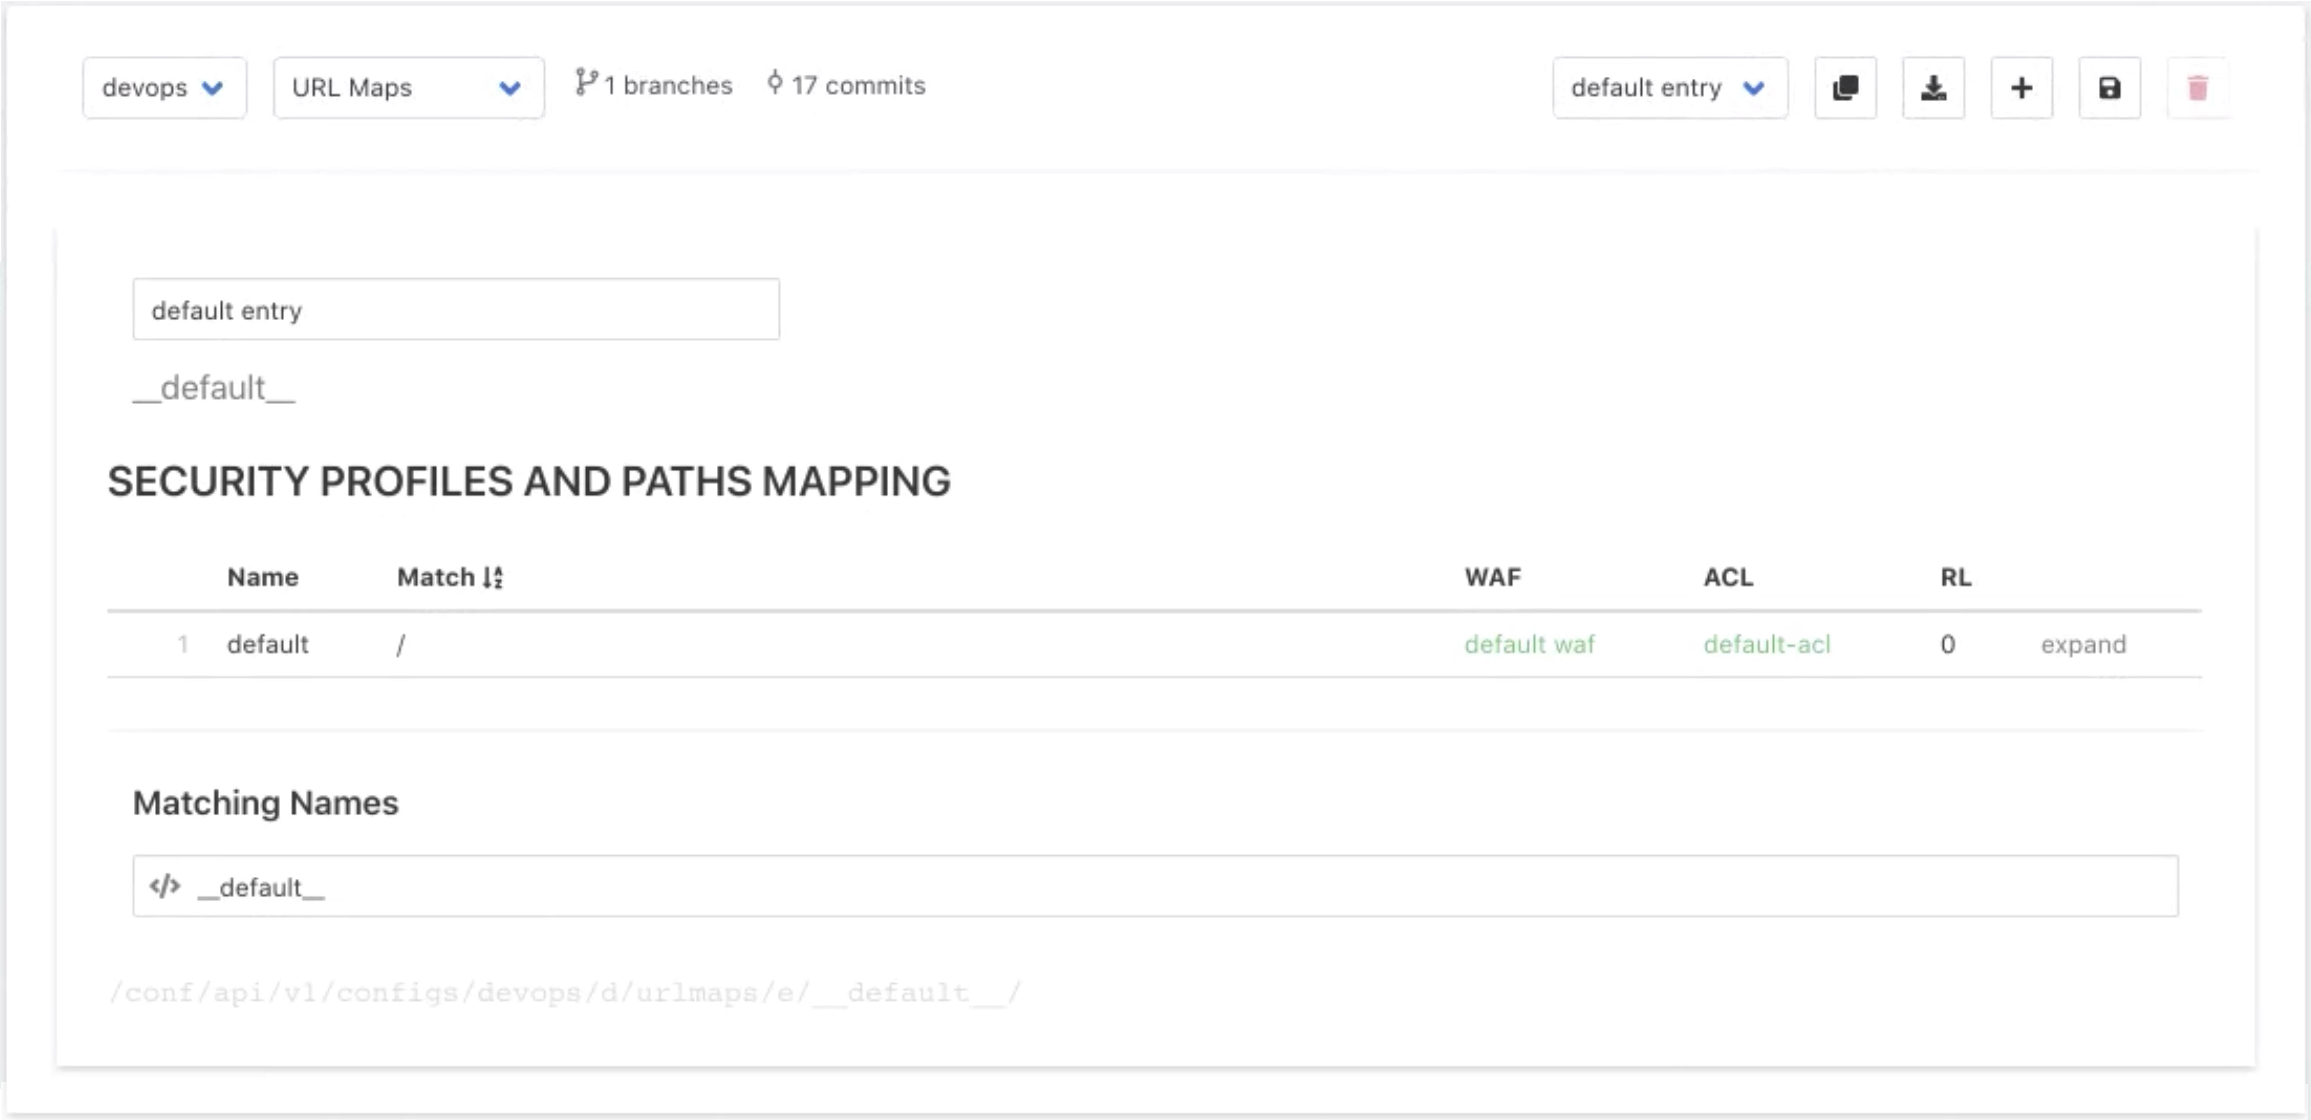 devops URL Maps 1 branches 17 commits default entry
default entry
__default__
SECURITY PROFILES AND PATHS MAPPING
Name Match WAF ACL RL
1 default / default waf default-acl 0 expand
Matching Names
</> __default__
/conf/api/v1/configs/devops/d/urlmaps/e/__default__/